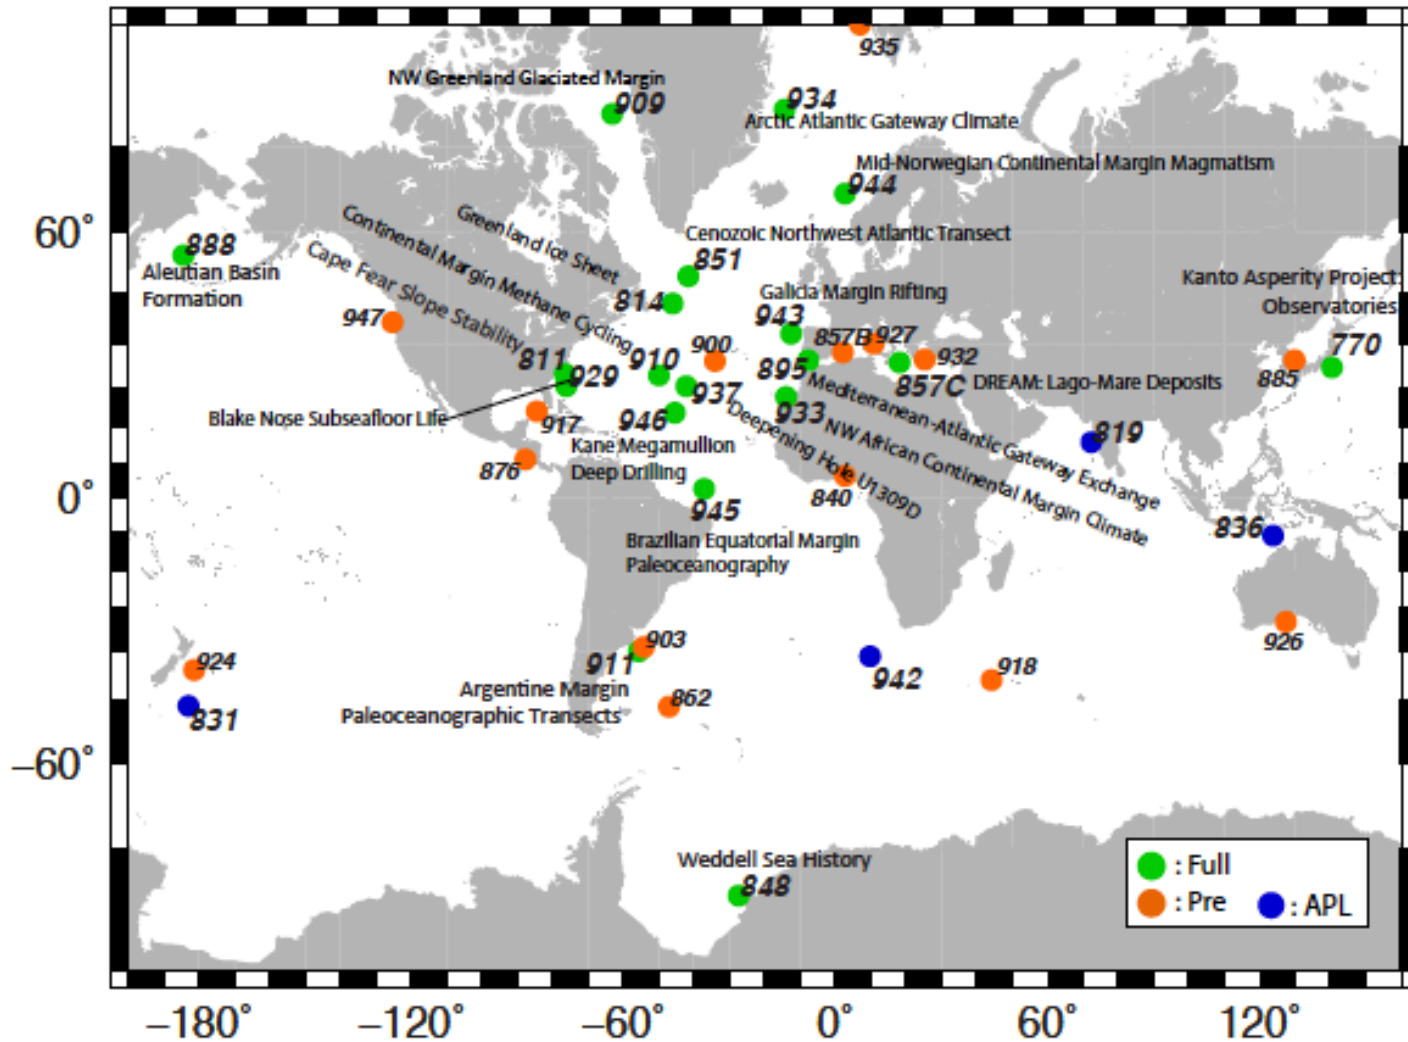 935
NW Greenland Glaciated Margin
909
934
Arctic Atlantic Gateway Climate
Mid-Norwegian Continental Margin Magmatism
944
Greenland Ice Sheet
Continental Margin Methane Cycling
Cape Fear Slope Stability
Cenozoic Northwest Atlantic Transect
60°
888
Aleutian Basin
Formation
851
814
Galicia Margin Rifting
943
Kanto Asperity Project:
Observatories
947
857B
927
900
932
770
885
811
929
910
895
857C
DREAM: Lago-Mare Deposits
937
933
Mediterranean-Atlantic Gateway Exchange
NW African Continental Margin Climate
Deepening Hole U1309D
Blake Nose Subseafloor Life
917
946
Kane Megamullion
Deep Drilling
819
876
840
0°
945
836
Brazilian Equatorial Margin
Paleoceanography
903
911
924
926
942
918
Argentine Margin
Paleoceanographic Transects
862
831
−60°
Weddell Sea History
848
: Full
: Pre
: APL
−180°
−120°
−60°
0°
60°
120°